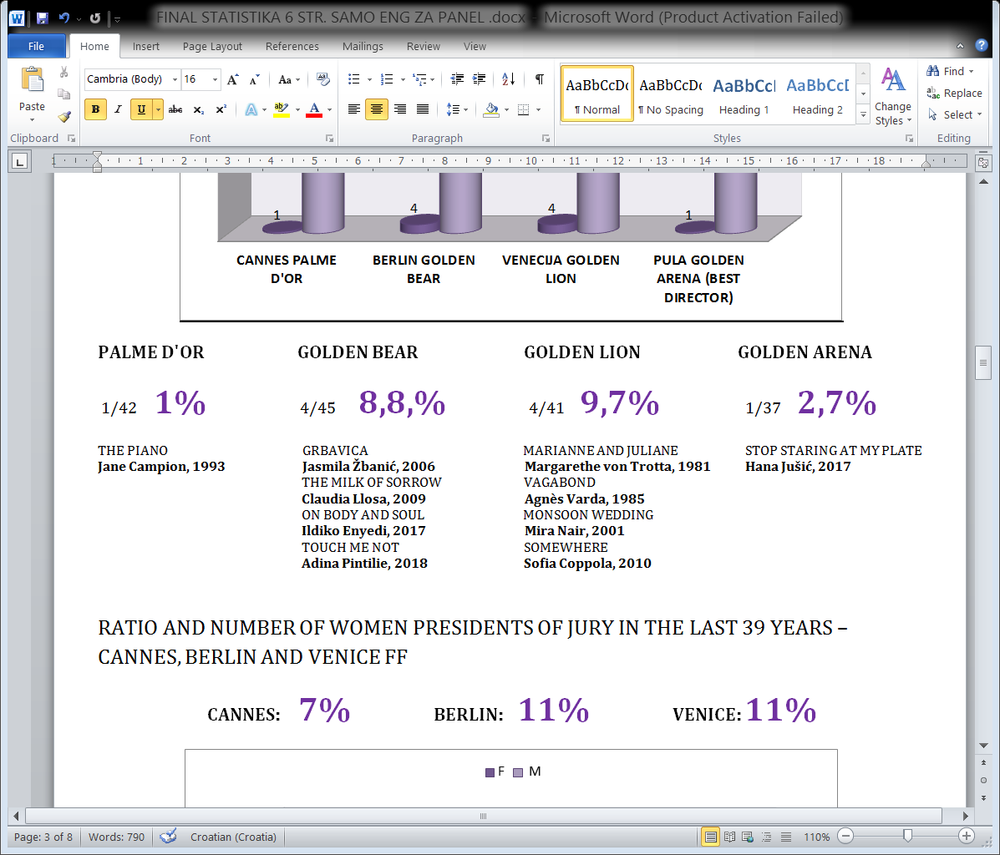 FINAL STATISTIKA 6 STR. SAMO ENG ZA PANEL .docx - Microsoft Word (Product Activation Failed)
File Home Insert Page Layout References Mailings Review View
Cambria (Body) 16 Aa
AaBbCcDc AaBbCcDc AaBbCcI AaBbCcD
Find
Replace
Select
Paste
B I U abc x₂ x² A ab A
¶ Normal ¶ No Spacing Heading 1 Heading 2
Change Styles
Clipboard Font Paragraph Styles Editing
1 1 2 3 4 5 6 7 8 9 10 11 12 13 14 15 16 17 18
1 4 4 1
CANNES PALME D'OR
BERLIN GOLDEN BEAR
VENECIJA GOLDEN LION
PULA GOLDEN ARENA (BEST DIRECTOR)
PALME D'OR GOLDEN BEAR GOLDEN LION GOLDEN ARENA
1/42 1% 4/45 8,8,% 4/41 9,7% 1/37 2,7%
THE PIANO GRBAVICA MARIANNE AND JULIANE STOP STARING AT MY PLATE
Jane Campion, 1993 Jasmila Žbanić, 2006 Margarethe von Trotta, 1981 Hana Jušić, 2017
THE MILK OF SORROW VAGABOND
Claudia Llosa, 2009 Agnès Varda, 1985
ON BODY AND SOUL MONSOON WEDDING
Ildiko Enyedi, 2017 Mira Nair, 2001
TOUCH ME NOT SOMEWHERE
Adina Pintilie, 2018 Sofia Coppola, 2010
RATIO AND NUMBER OF WOMEN PRESIDENTS OF JURY IN THE LAST 39 YEARS –
CANNES, BERLIN AND VENICE FF
CANNES: 7% BERLIN: 11% VENICE: 11%
F M
Page: 3 of 8 Words: 790 Croatian (Croatia) 110%